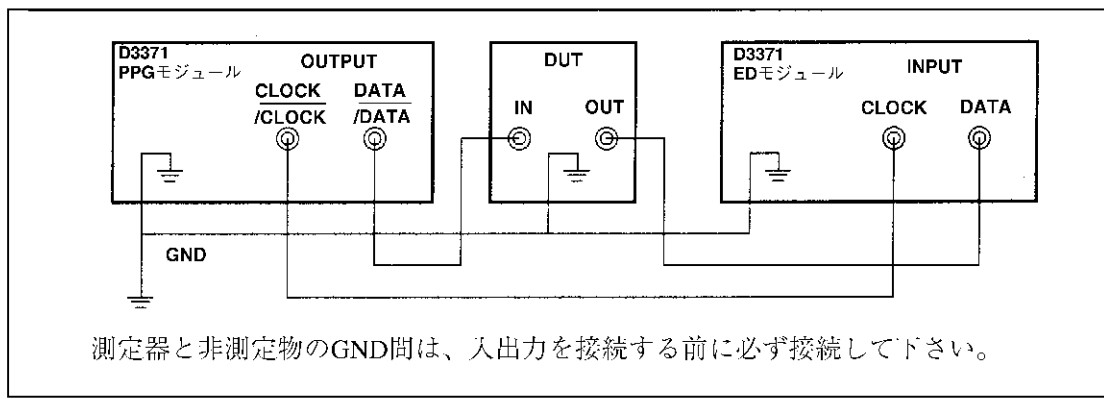 D3371
PPGモジュール
OUTPUT
CLOCK
/CLOCK
DATA
/DATA
DUT
IN
OUT
D3371
EDモジュール
INPUT
CLOCK
DATA
GND
測定器と非測定物のGND間は、入出力を接続する前に必ず接続して下さい。